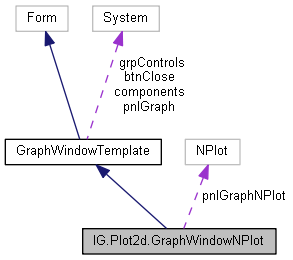 Form
System
grpControls
btnClose
components
pnlGraph
GraphWindowTemplate
NPlot
pnlGraphNPlot
IG.Plot2d.GraphWindowNPlot